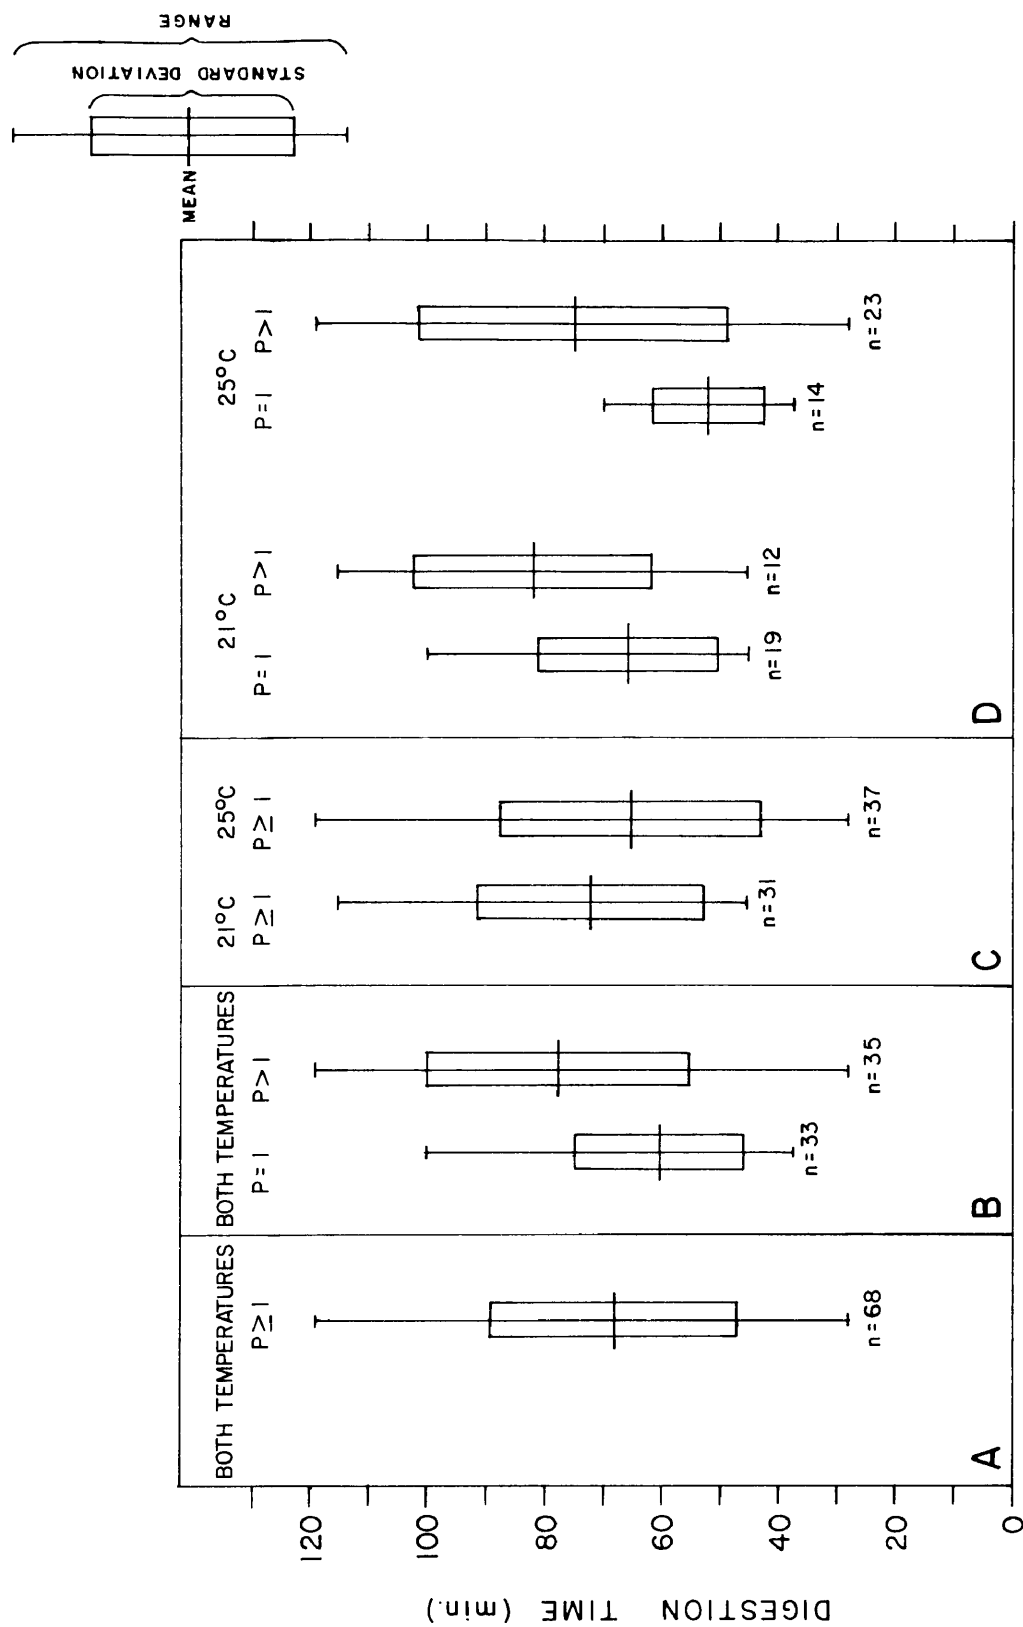 RANGE
STANDARD DEVIATION
MEAN
DIGESTION TIME (min.)
120
100
80
60
40
20
0
BOTH TEMPERATURES
P≥1
n=68
A
BOTH TEMPERATURES
P=1 P>1
n=33
n=35
B
21°C 25°C
P≥1 P≥1
n=31
n=37
C
21°C
P=1 P>1
n=19
n=12
25°C
P=1 P>1
n=14
n=23
D